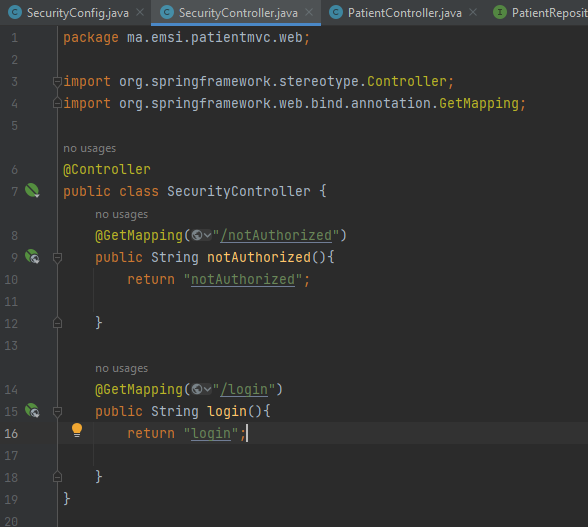 SecurityConfig.java SecurityController.java PatientController.java PatientReposit
1 package ma.emsi.patientmvc.web;
2
3 import org.springframework.stereotype.Controller;
4 import org.springframework.web.bind.annotation.GetMapping;
5
no usages
6 @Controller
7 public class SecurityController {
no usages
8 @GetMapping("/notAuthorized")
9 public String notAuthorized(){
10 return "notAuthorized";
11
12 }
13
no usages
14 @GetMapping("/login")
15 public String login(){
16 return "login";
17
18 }
19 }
20